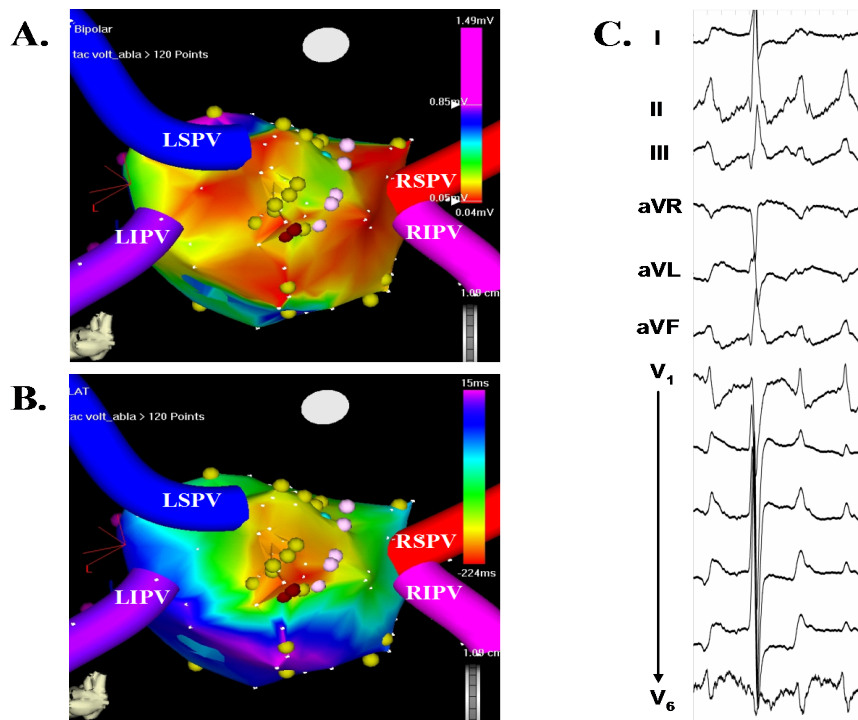 A.
Bipolar
tac volt_abla > 120 Points
1.49mV
0.85mV
0.05mV
0.04mV
LSPV
RSPV
LIPV
RIPV
L
1.09 cm
B.
LAT
tac volt_abla > 120 Points
15ms
-224ms
LSPV
RSPV
LIPV
RIPV
L
1.09 cm
C.
I
II
III
aVR
aVL
aVF
V1
V6